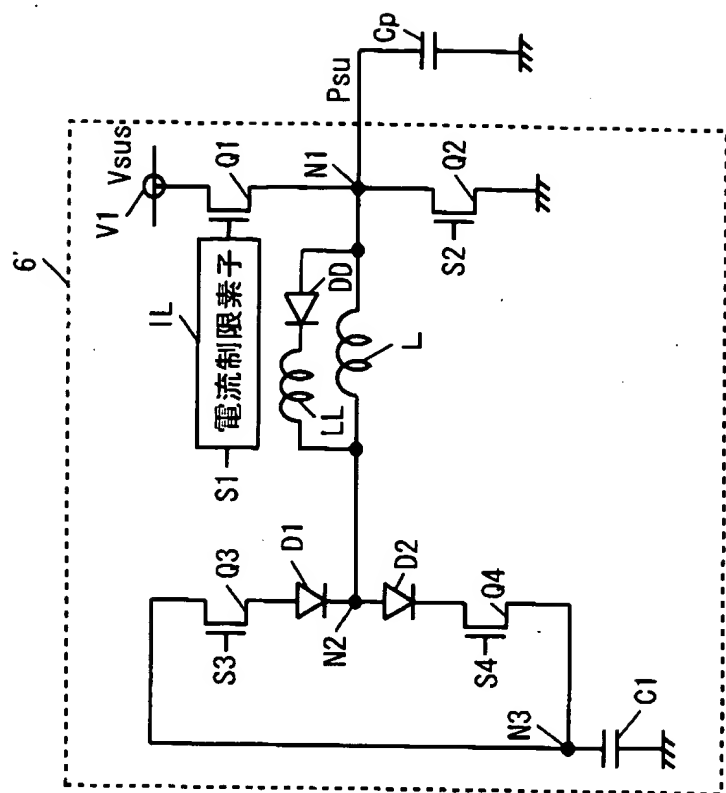 6'
V1
Vsus
S1
電流制限素子
IL
Q1
N1
Psu
Cp
DD
LL
L
S2
Q2
S3
Q3
D1
N2
D2
S4
Q4
N3
C1